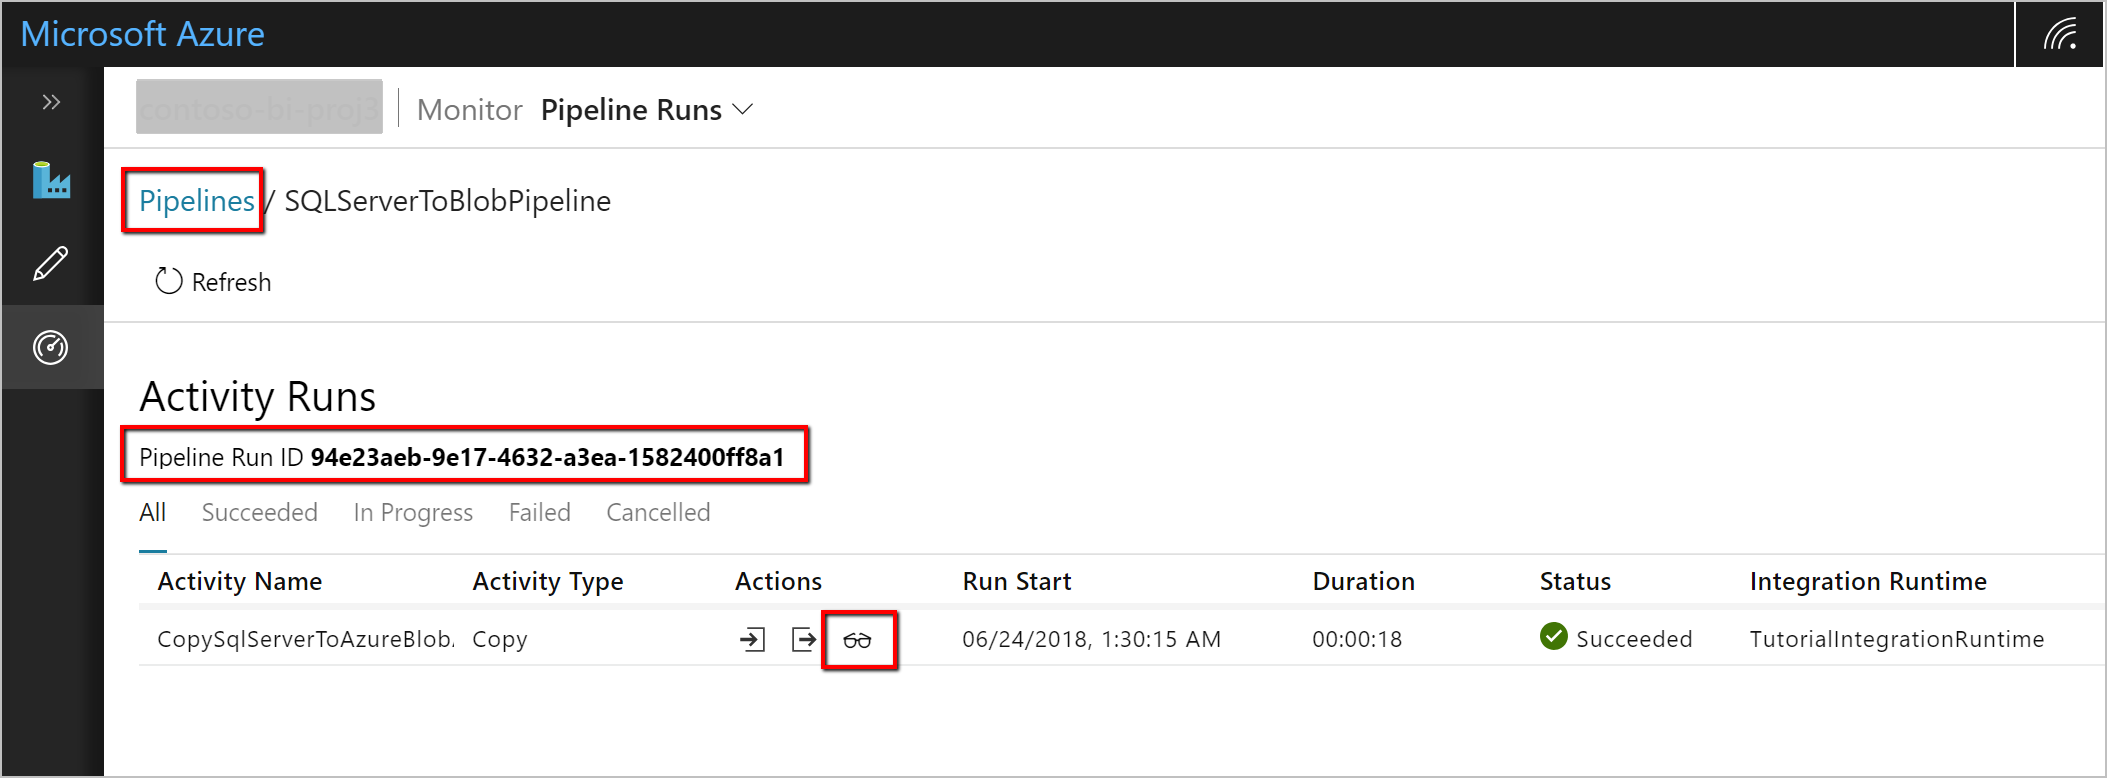 Microsoft Azure
contoso-bi-proj3 Monitor Pipeline Runs
Pipelines / SQLServerToBlobPipeline
Refresh
Activity Runs
Pipeline Run ID 94e23aeb-9e17-4632-a3ea-1582400ff8a1
All Succeeded In Progress Failed Cancelled
Activity Name Activity Type Actions Run Start Duration Status Integration Runtime
CopySqlServerToAzureBlob. Copy 06/24/2018, 1:30:15 AM 00:00:18 Succeeded TutorialIntegrationRuntime